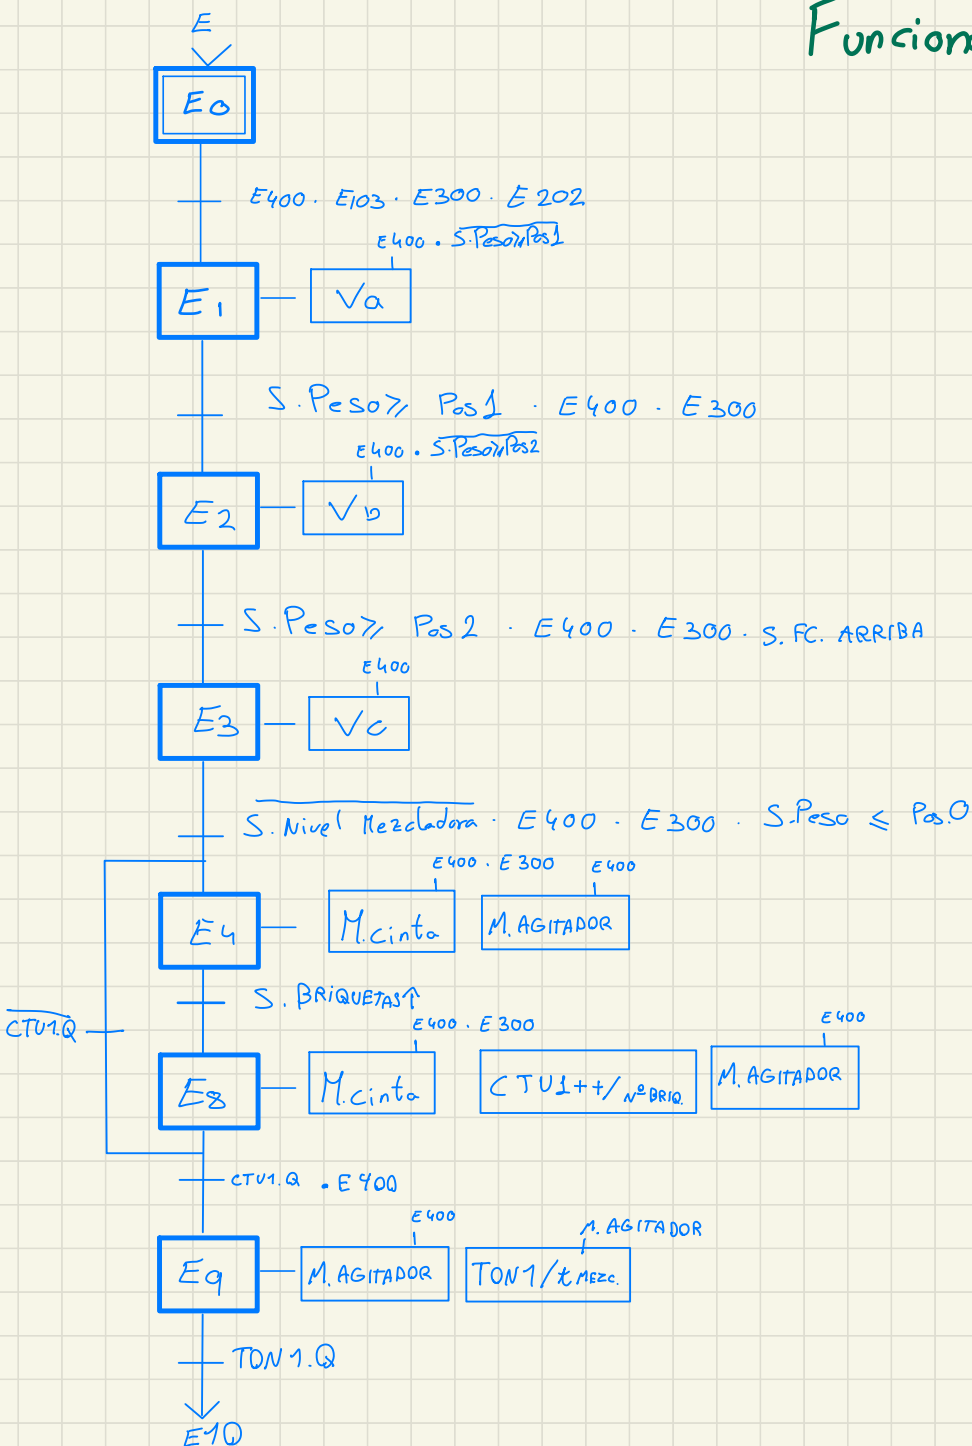 E
Funcion
E0
E400 · E103 · E300 · E202
E400 · S.Peso⩾Pos1
E1
Va
S.Peso⩾ Pos1 · E400 · E300
E400 · S.Peso⩾Pos2
E2
Vb
S.Peso⩾ Pos2 · E400 · E300 · S. FC. ARRIBA
E400
E3
Vc
S.Nivel Mezcladora · E400 · E300 · S.Peso ≤ Pos.0
E400 · E300
E400
E4
M.cinta
M.AGITADOR
S. BRIQUETAS↑
CTU1.Q
E400 · E300
E400
E8
M.cinta
CTU1++/Nº BRIQ.
M.AGITADOR
CTU1.Q · E400
E400
M.AGITADOR
E9
M.AGITADOR
TON1/t MEZC.
TON1.Q
E10